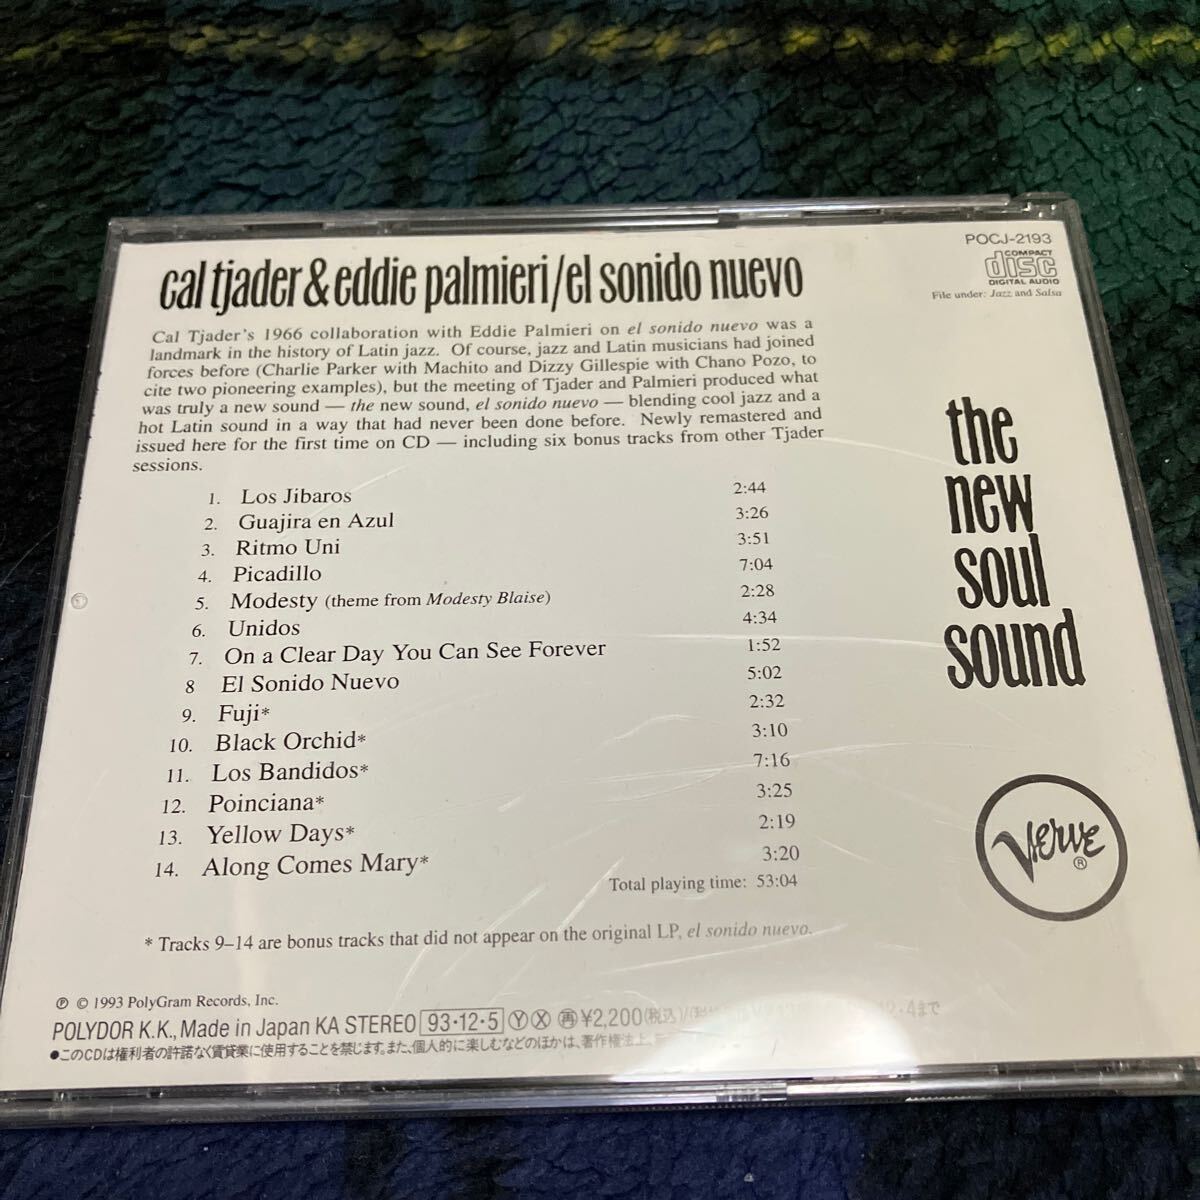 POCJ-2193
COMPACT
disc
DIGITAL AUDIO
File under: Jazz and Salsa
cal tjader & eddie palmieri/el sonido nuevo
Cal Tjader's 1966 collaboration with Eddie Palmieri on el sonido nuevo was a
landmark in the history of Latin jazz. Of course, jazz and Latin musicians had joined
forces before (Charlie Parker with Machito and Dizzy Gillespie with Chano Pozo, to
cite two pioneering examples), but the meeting of Tjader and Palmieri produced what
was truly a new sound — the new sound, el sonido nuevo — blending cool jazz and a
hot Latin sound in a way that had never been done before. Newly remastered and
issued here for the first time on CD — including six bonus tracks from other Tjader
sessions.
1. Los Jibaros 2:44
2. Guajira en Azul 3:26
3. Ritmo Uni 3:51
4. Picadillo 7:04
5. Modesty (theme from Modesty Blaise) 2:28
6. Unidos 4:34
7. On a Clear Day You Can See Forever 1:52
8 El Sonido Nuevo 5:02
9. Fuji* 2:32
10. Black Orchid* 3:10
11. Los Bandidos* 7:16
12. Poinciana* 3:25
13. Yellow Days* 2:19
14. Along Comes Mary* 3:20
Total playing time: 53:04
* Tracks 9–14 are bonus tracks that did not appear on the original LP, el sonido nuevo.
the
new
soul
sound
Verve®
℗ © 1993 PolyGram Records, Inc.
POLYDOR K.K., Made in Japan KA STEREO 93·12·5 Ⓨ Ⓧ ㊢¥2,200(税込)/
●このCDは権利者の許諾なく賃貸業に使用することを禁じます。また、個人的に楽しむなどのほかは、著作権法上、